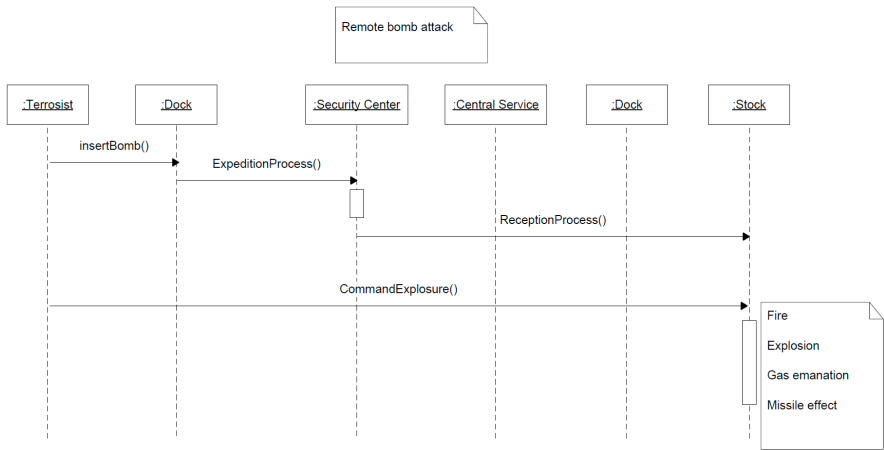 Remote bomb attack
:Terrosist
:Dock
:Security Center
:Central Service
:Dock
:Stock
insertBomb()
ExpeditionProcess()
ReceptionProcess()
CommandExplosure()
Fire
Explosion
Gas emanation
Missile effect